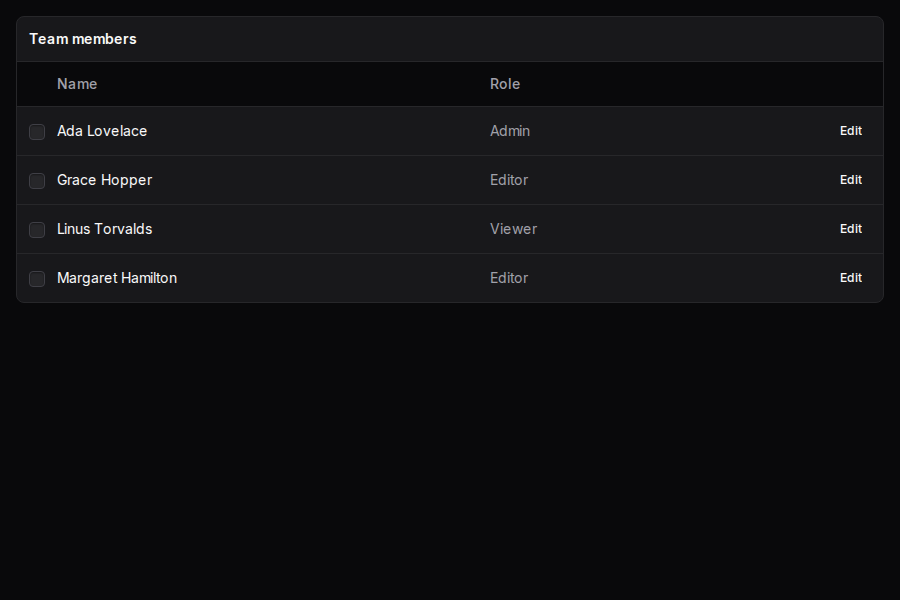 Team members
Name Role
Ada Lovelace Admin Edit
Grace Hopper Editor Edit
Linus Torvalds Viewer Edit
Margaret Hamilton Editor Edit